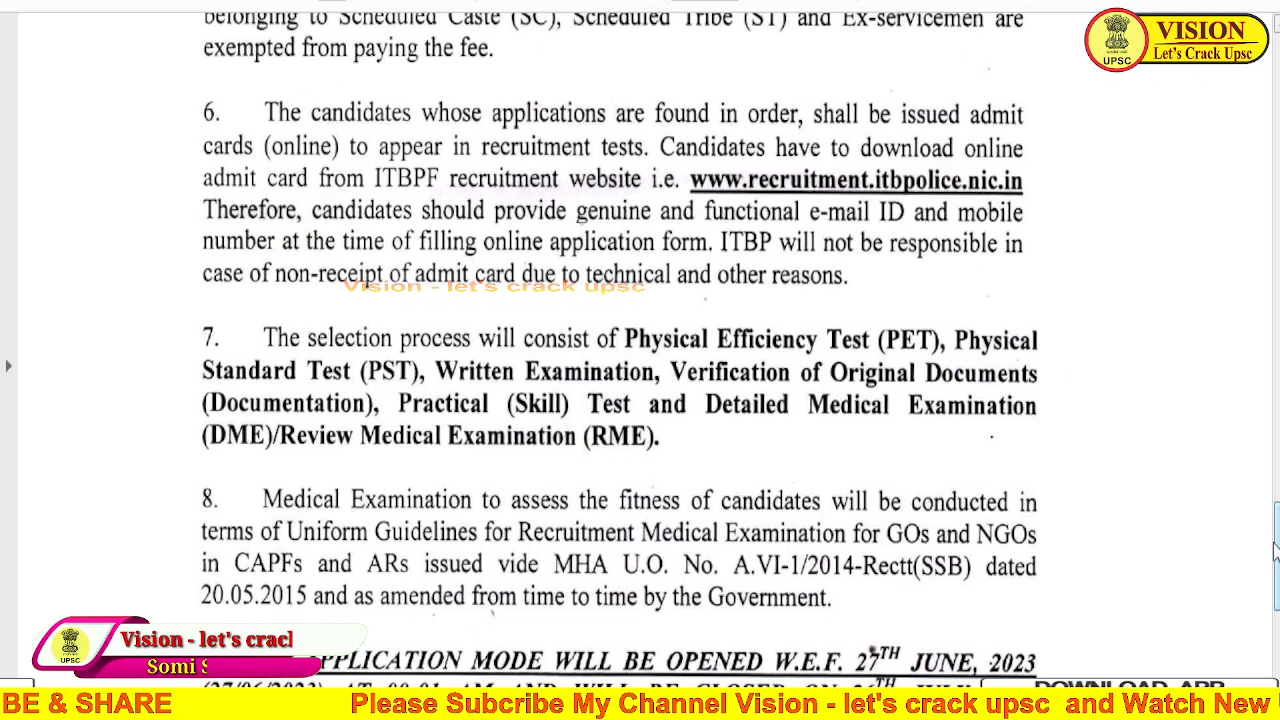 belonging to Scheduled Caste (SC), Scheduled Tribe (ST) and Ex-servicemen are
exempted from paying the fee.
UPSC
VISION
Let's Crack Upsc
6. The candidates whose applications are found in order, shall be issued admit
cards (online) to appear in recruitment tests. Candidates have to download online
admit card from ITBPF recruitment website i.e. www.recruitment.itbpolice.nic.in
Therefore, candidates should provide genuine and functional e-mail ID and mobile
number at the time of filling online application form. ITBP will not be responsible in
case of non-receipt of admit card due to technical and other reasons.
Vision - let's crack upsc
7. The selection process will consist of Physical Efficiency Test (PET), Physical
Standard Test (PST), Written Examination, Verification of Original Documents
(Documentation), Practical (Skill) Test and Detailed Medical Examination
(DME)/Review Medical Examination (RME).
8. Medical Examination to assess the fitness of candidates will be conducted in
terms of Uniform Guidelines for Recruitment Medical Examination for GOs and NGOs
in CAPFs and ARs issued vide MHA U.O. No. A.VI-1/2014-Rectt(SSB) dated
20.05.2015 and as amended from time to time by the Government.
UPSC
Vision - let's crac
Somi S
PPLICATION MODE WILL BE OPENED W.E.F. 27TH JUNE, 2023
BE & SHARE Please Subcribe My Channel Vision - let's crack upsc and Watch New